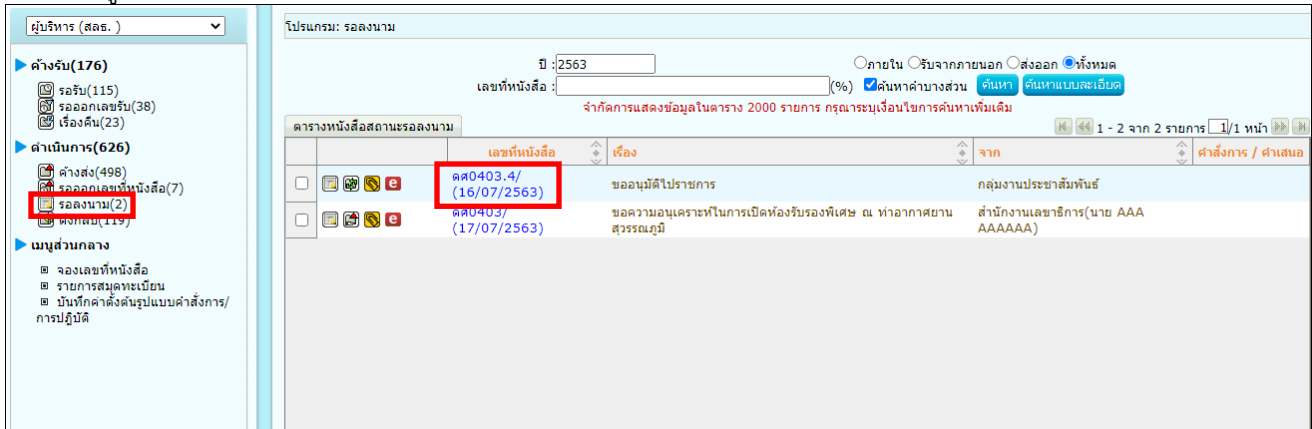 ผู้บริหาร (สลธ. )
ค้างรับ(176)
รอรับ(115)
รอออกเลขรับ(38)
เรื่องคืน(23)
ดำเนินการ(626)
ค้างส่ง(498)
รอออกเลขที่หนังสือ(7)
รอลงนาม(2)
ดึงกลับ(119)
เมนูส่วนกลาง
จองเลขที่หนังสือ
รายการสมุดทะเบียน
บันทึกค่าตั้งต้นรูปแบบคำสั่งการ/
การปฎิบัติ
โปรแกรม: รอลงนาม
ปี : 2563 ภายใน รับจากภายนอก ส่งออก ทั้งหมด
เลขที่หนังสือ : (%) ค้นหาคำบางส่วน ค้นหา ค้นหาแบบละเอียด
จำกัดการแสดงข้อมูลในตาราง 2000 รายการ กรุณาระบุเงื่อนไขการค้นหาเพิ่มเติม
ตารางหนังสือสถานะรอลงนาม 1 - 2 จาก 2 รายการ 1/1 หน้า
เลขที่หนังสือ เรื่อง จาก คำสั่งการ / คำเสนอ
ดศ0403.4/ ขออนุมัติไปราชการ กลุ่มงานประชาสัมพันธ์
(16/07/2563)
ดศ0403/ ขอความอนุเคราะห์ในการเปิดห้องรับรองพิเศษ ณ ท่าอากาศยาน สำนักงานเลขาธิการ(นาย AAA
(17/07/2563) สุวรรณภูมิ AAAAAA)